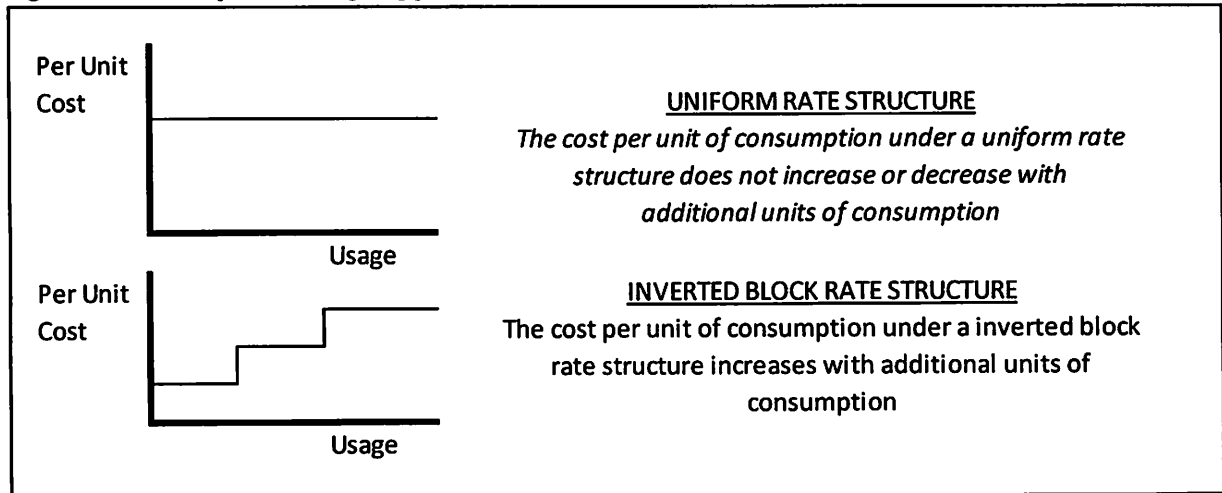 Per Unit
Cost
UNIFORM RATE STRUCTURE
The cost per unit of consumption under a uniform rate
structure does not increase or decrease with
additional units of consumption
Usage
Per Unit
Cost
INVERTED BLOCK RATE STRUCTURE
The cost per unit of consumption under a inverted block
rate structure increases with additional units of
consumption
Usage